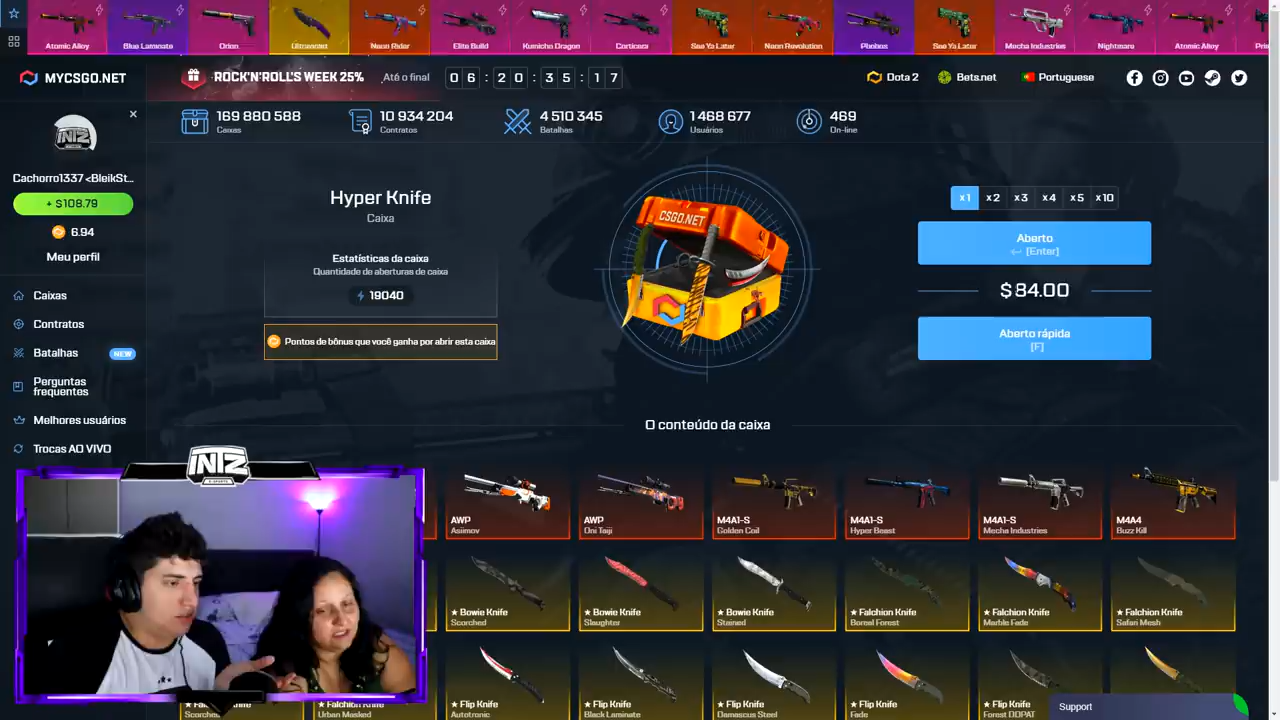 Atomic Alloy
Blue Laminate
Orion
Ultraviolet
Neon Rider
Elite Build
Kumicho Dragon
Corticera
See Ya Later
Neon Revolution
Phobos
See Ya Later
Mecha Industries
Nightmare
Atomic Alloy
MYCSGO.NET
ROCK'N'ROLL'S WEEK 25%
Até o final
0 6 : 2 0 : 3 5 : 1 7
Dota 2
Bets.net
Portuguese
169 880 588
Caixas
10 934 204
Contratos
4 510 345
Batalhas
1 468 677
Usuários
469
On-line
INTZ
Cachorro1337 <BleikSt...
+ $108.79
6.94
Meu perfil
Caixas
Contratos
Batalhas
NEW
Perguntas
frequentes
Melhores usuários
Trocas AO VIVO
Hyper Knife
Caixa
Estatísticas da caixa
Quantidade de aberturas de caixa
19040
Pontos de bônus que você ganha por abrir esta caixa
CSGO.NET
x1
x2
x3
x4
x5
x10
Aberto
[Enter]
$84.00
Aberto rápida
[F]
O conteúdo da caixa
INTZ
AWP
Asiimov
AWP
Oni Taiji
M4A1-S
Golden Coil
M4A1-S
Hyper Beast
M4A1-S
Mecha Industries
M4A4
Buzz Kill
★ Bowie Knife
Scorched
★ Bowie Knife
Slaughter
★ Bowie Knife
Stained
★ Falchion Knife
Boreal Forest
★ Falchion Knife
Marble Fade
★ Falchion Knife
Safari Mesh
Scorched
Urban Masked
★ Flip Knife
Autotronic
★ Flip Knife
Black Laminate
★ Flip Knife
Damascus Steel
★ Flip Knife
Fade
★ Flip Knife
Forest DDPAT
Support